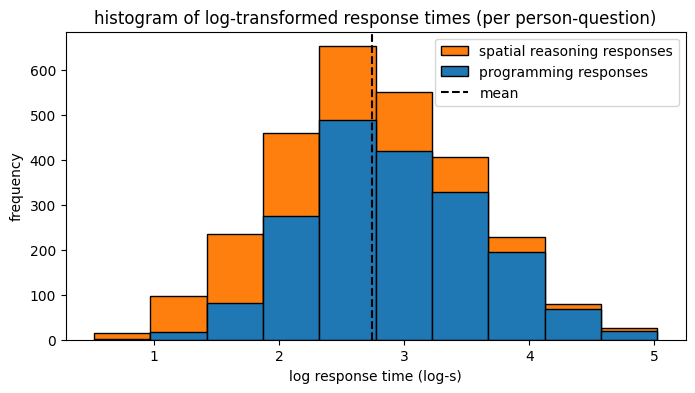 histogram of log-transformed response times (per person-question)
spatial reasoning responses
programming responses
mean
frequency
600
500
400
300
200
100
0
1
2
3
4
5
log response time (log-s)